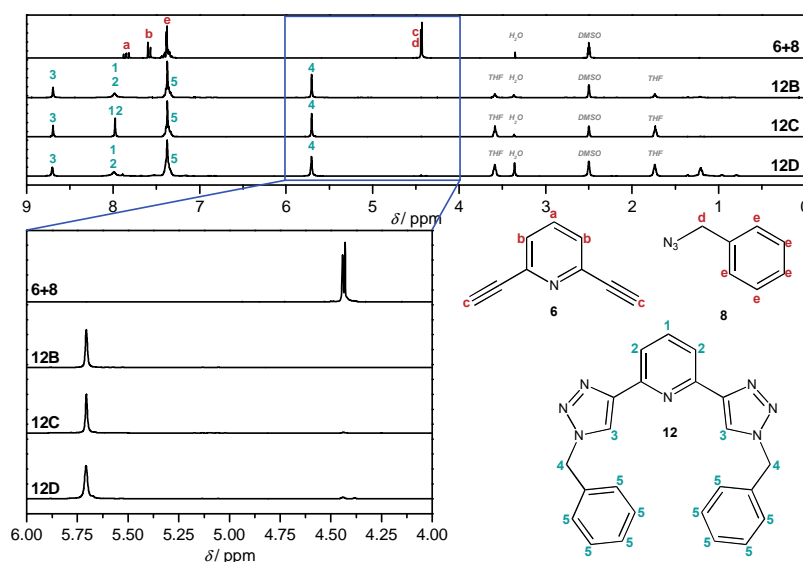 a b e c d H₂O DMSO 6+8
3 1 2 5 4 THF H₂O DMSO THF 12B
3 12 5 4 THF H₂O DMSO THF 12C
3 1 2 5 4 THF H₂O DMSO THF 12D
9 8 7 6 5 4 3 2 1 0
δ/ ppm
6+8
12B
12C
12D
6.00 5.75 5.50 5.25 5.00 4.75 4.50 4.25 4.00
δ/ ppm
a
b b
N
c c
6
d
N₃
e e
e e
e
8
1
2 2
N
N N N
N N N
3 12 3
4 4
5 5 5 5
5 5 5 5
5 5